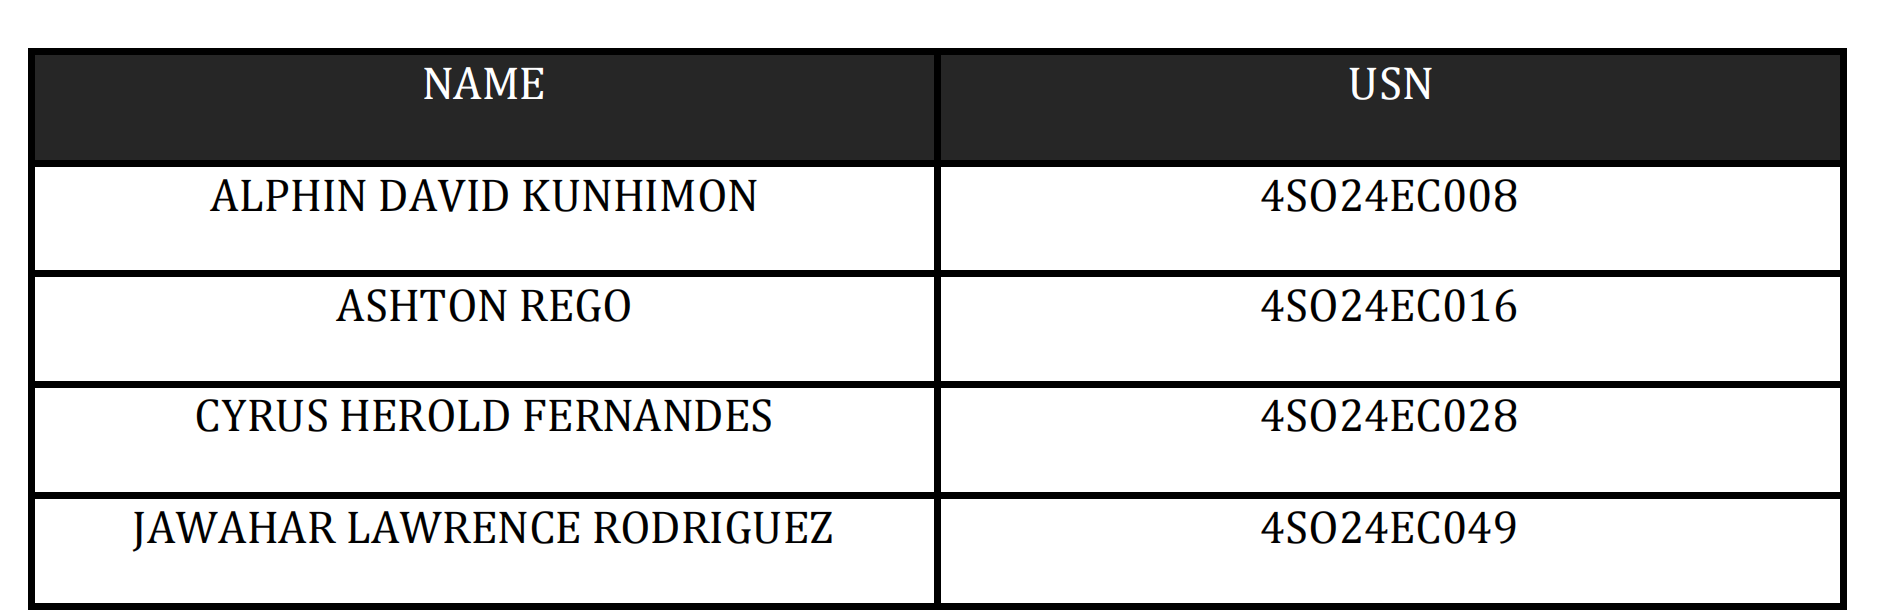 NAME USN
ALPHIN DAVID KUNHIMON 4SO24EC008
ASHTON REGO 4SO24EC016
CYRUS HEROLD FERNANDES 4SO24EC028
JAWAHAR LAWRENCE RODRIGUEZ 4SO24EC049